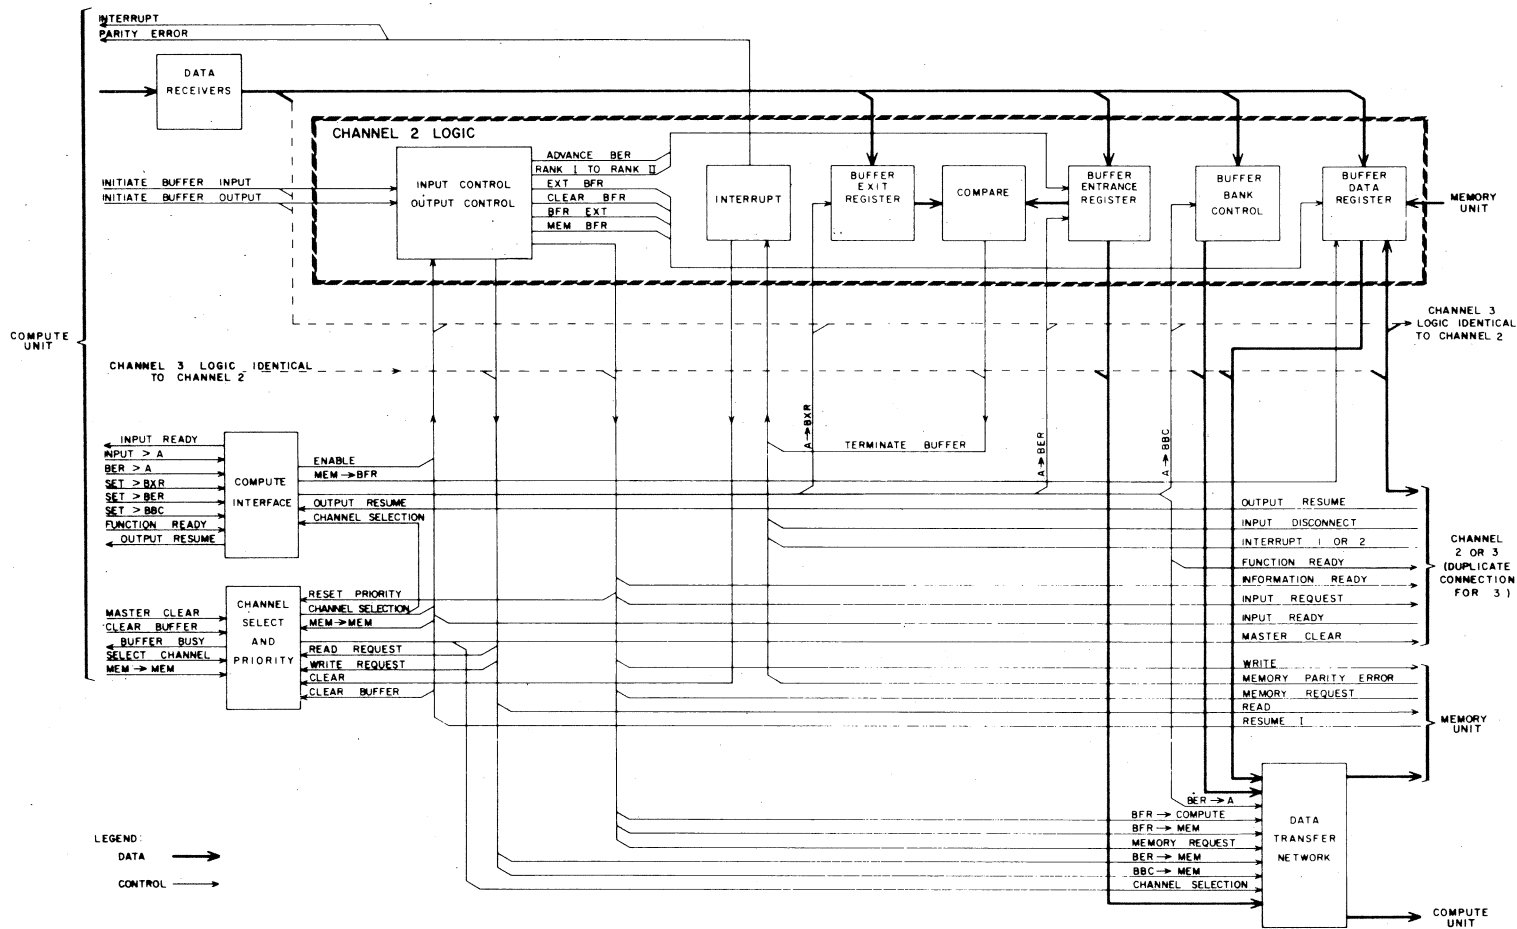 INTERRUPT
PARITY ERROR
DATA
RECEIVERS
CHANNEL 2 LOGIC
INITIATE BUFFER INPUT
INITIATE BUFFER OUTPUT
INPUT CONTROL
OUTPUT CONTROL
ADVANCE BER
RANK I TO RANK II
EXT BFR
CLEAR BFR
BFR EXT
MEM BFR
INTERRUPT
BUFFER
EXIT
REGISTER
COMPARE
BUFFER
ENTRANCE
REGISTER
BUFFER
BANK
CONTROL
BUFFER
DATA
REGISTER
MEMORY
UNIT
COMPUTE
UNIT
CHANNEL 3
LOGIC IDENTICAL
TO CHANNEL 2
CHANNEL 3 LOGIC IDENTICAL
TO CHANNEL 2
A→BXR
A→BER
A→BBC
TERMINATE BUFFER
INPUT READY
INPUT > A
BER > A
SET > BXR
SET > BER
SET > BBC
FUNCTION READY
OUTPUT RESUME
COMPUTE
INTERFACE
ENABLE
MEM→BFR
OUTPUT RESUME
CHANNEL SELECTION
OUTPUT RESUME
INPUT DISCONNECT
INTERRUPT 1 OR 2
FUNCTION READY
INFORMATION READY
INPUT REQUEST
INPUT READY
MASTER CLEAR
CHANNEL
2 OR 3
(DUPLICATE
CONNECTION
FOR 3)
MASTER CLEAR
CLEAR BUFFER
BUFFER BUSY
SELECT CHANNEL
MEM→MEM
CHANNEL
SELECT
AND
PRIORITY
RESET PRIORITY
CHANNEL SELECTION
MEM→MEM
READ REQUEST
WRITE REQUEST
CLEAR
CLEAR BUFFER
WRITE
MEMORY PARITY ERROR
MEMORY REQUEST
READ
RESUME I
MEMORY
UNIT
BER→A
BFR→COMPUTE
BFR→MEM
MEMORY REQUEST
BER→MEM
BBC→MEM
CHANNEL SELECTION
DATA
TRANSFER
NETWORK
COMPUTE
UNIT
LEGEND:
DATA
CONTROL